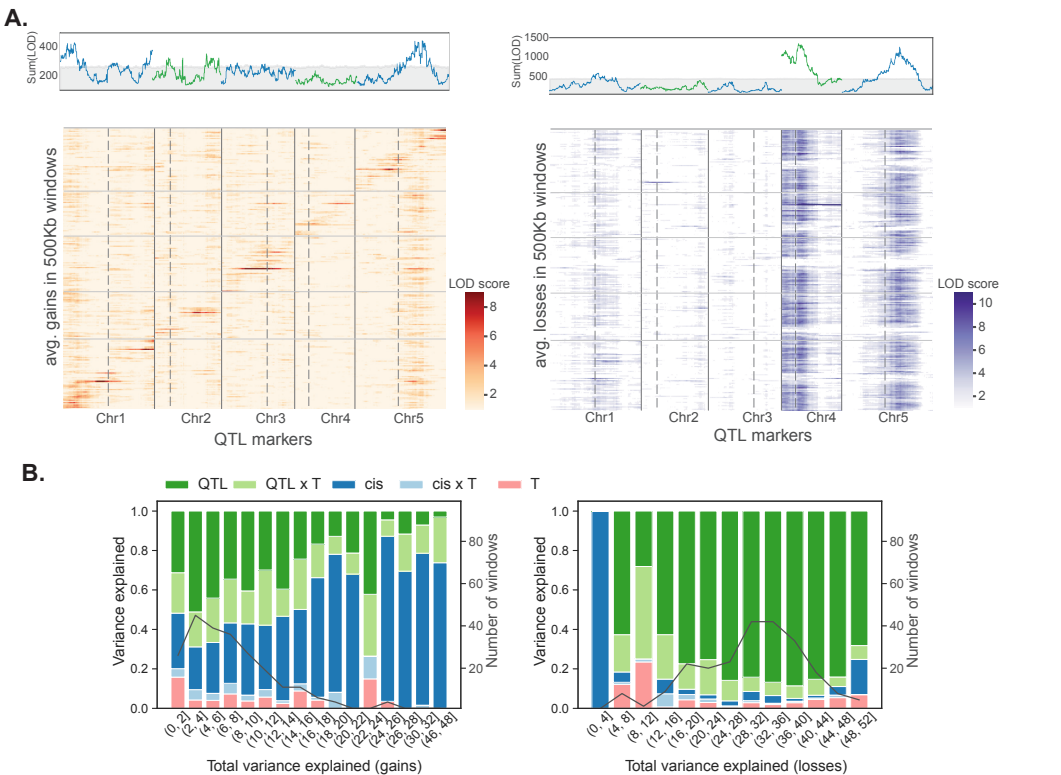 A.
Sum(LOD)
400
200
avg. gains in 500Kb windows
Chr1
Chr2
Chr3
Chr4
Chr5
QTL markers
LOD score
8
6
4
2
Sum(LOD)
1500
1000
500
avg. losses in 500Kb windows
Chr1
Chr2
Chr3
Chr4
Chr5
QTL markers
LOD score
10
8
6
4
2
B.
QTL
QTL x T
cis
cis x T
T
Variance explained
1.0
0.8
0.6
0.4
0.2
0.0
80
60
40
20
Number of windows
(0, 2]
(2, 4]
(4, 6]
(6, 8]
(8, 10]
(10, 12]
(12, 14]
(14, 16]
(16, 18]
(18, 20]
(20, 22]
(22, 24]
(24, 26]
(26, 28]
(30, 32]
(46, 48]
Total variance explained (gains)
Variance explained
1.0
0.8
0.6
0.4
0.2
0.0
80
60
40
20
Number of windows
(0, 4]
(4, 8]
(8, 12]
(12, 16]
(16, 20]
(20, 24]
(24, 28]
(28, 32]
(32, 36]
(36, 40]
(40, 44]
(44, 48]
(48, 52]
Total variance explained (losses)